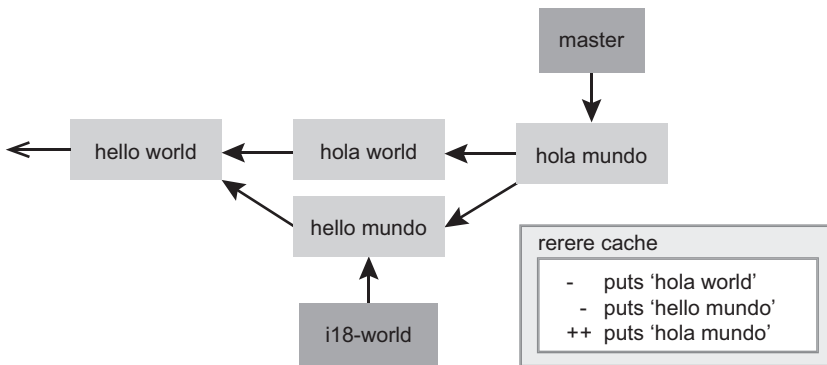 master
hello world
hola world
hola mundo
hello mundo
i18-world
rerere cache
- puts ‘hola world’
- puts ‘hello mundo’
++ puts ‘hola mundo’